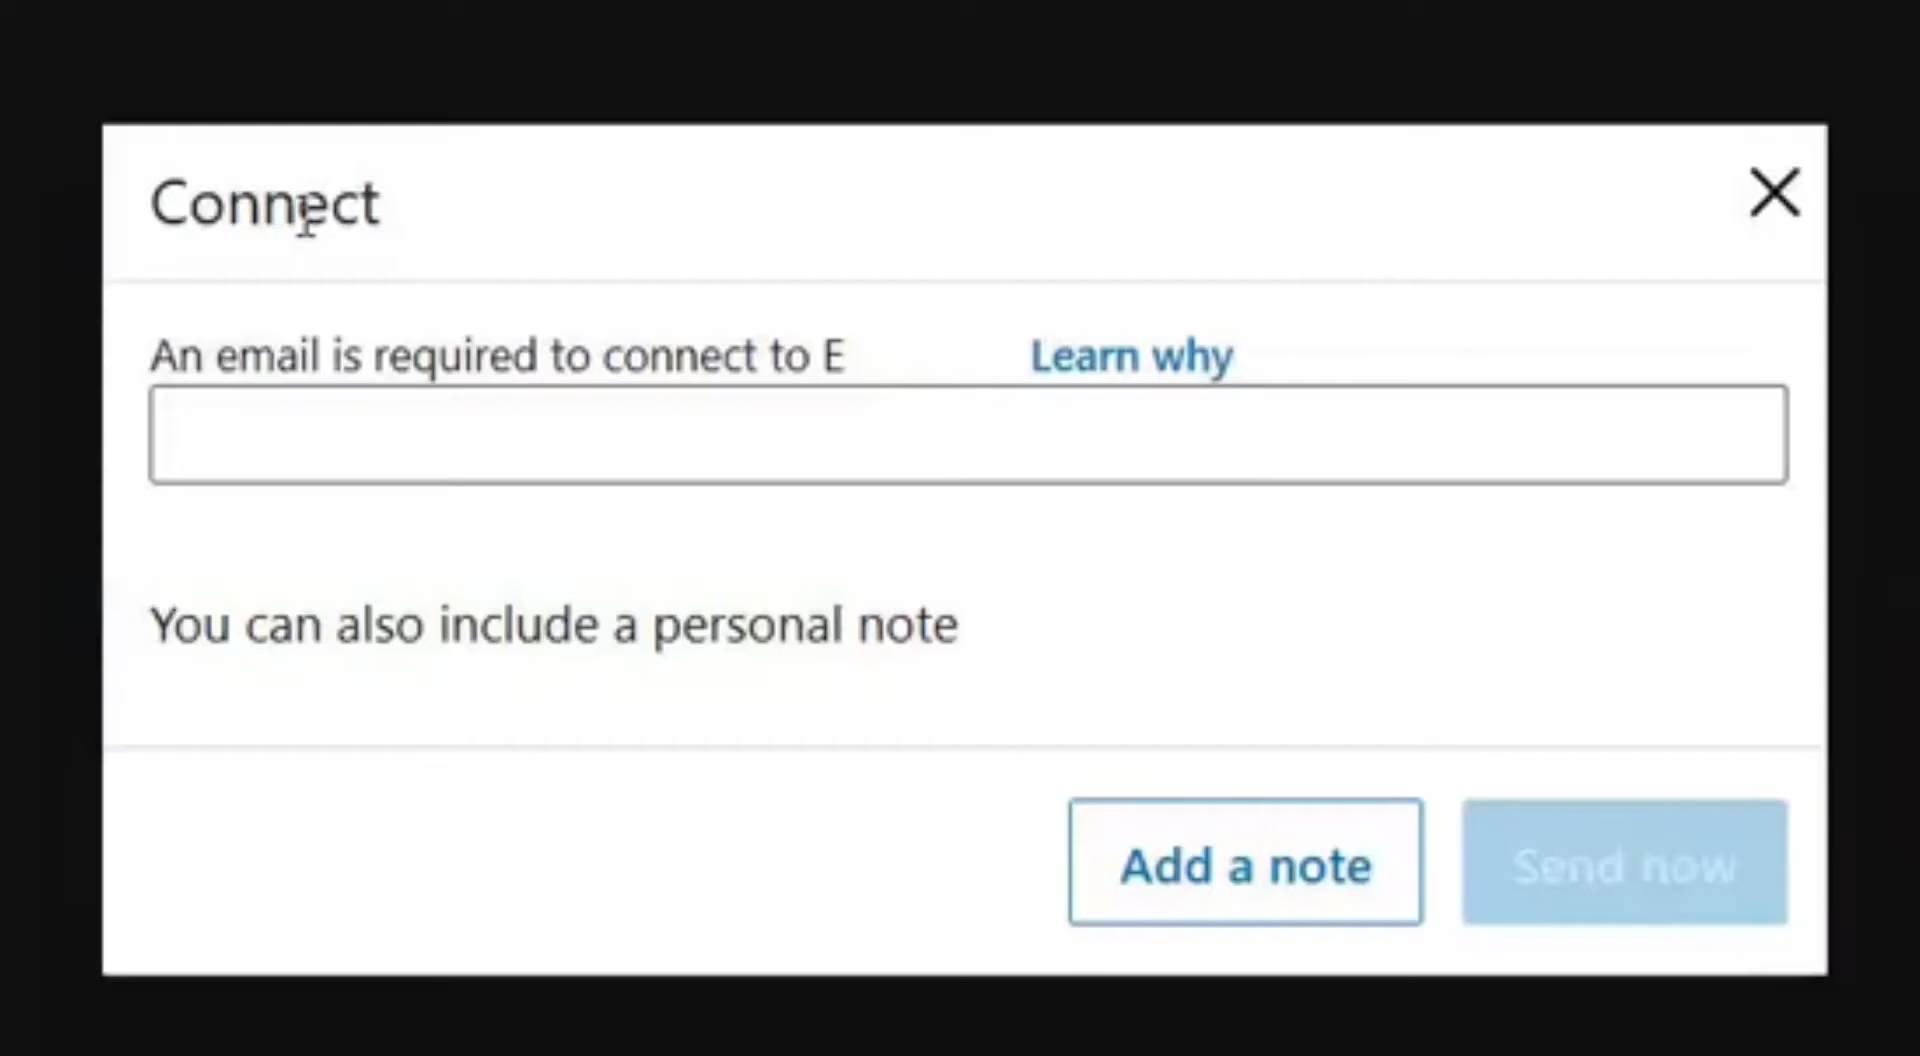 Connect
An email is required to connect to E Learn why
You can also include a personal note
Add a note Send now